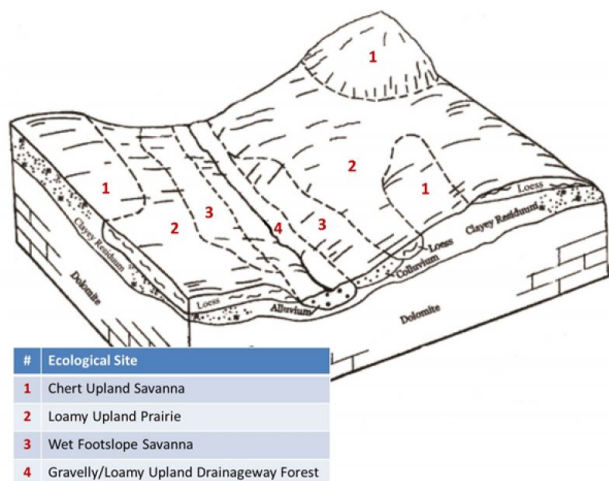 1
2
1
1
2
3
4
3
Loess
Clayey Residuum
Loess
Clayey Residuum
Colluvium
Loess
Alluvium
Dolomite
Dolomite
# Ecological Site
1 Chert Upland Savanna
2 Loamy Upland Prairie
3 Wet Footslope Savanna
4 Gravelly/Loamy Upland Drainageway Forest